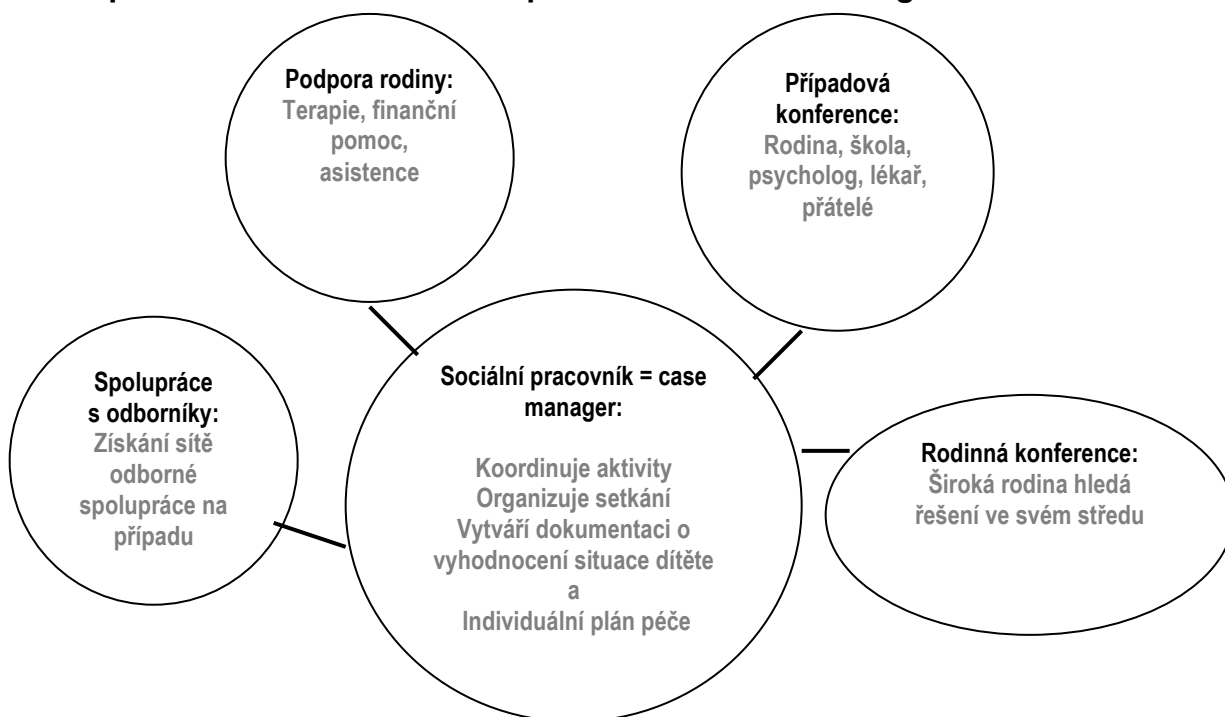 Podpora rodiny:
Terapie, finanční
pomoc,
asistence
Případová
konference:
Rodina, škola,
psycholog, lékař,
přátelé
Spolupráce
s odborníky:
Získání sítě
odborné
spolupráce na
případu
Sociální pracovník = case
manager:
Koordinuje aktivity
Organizuje setkání
Vytváří dokumentaci o
vyhodnocení situace dítěte
a
Individuální plán péče
Rodinná konference:
Široká rodina hledá
řešení ve svém středu